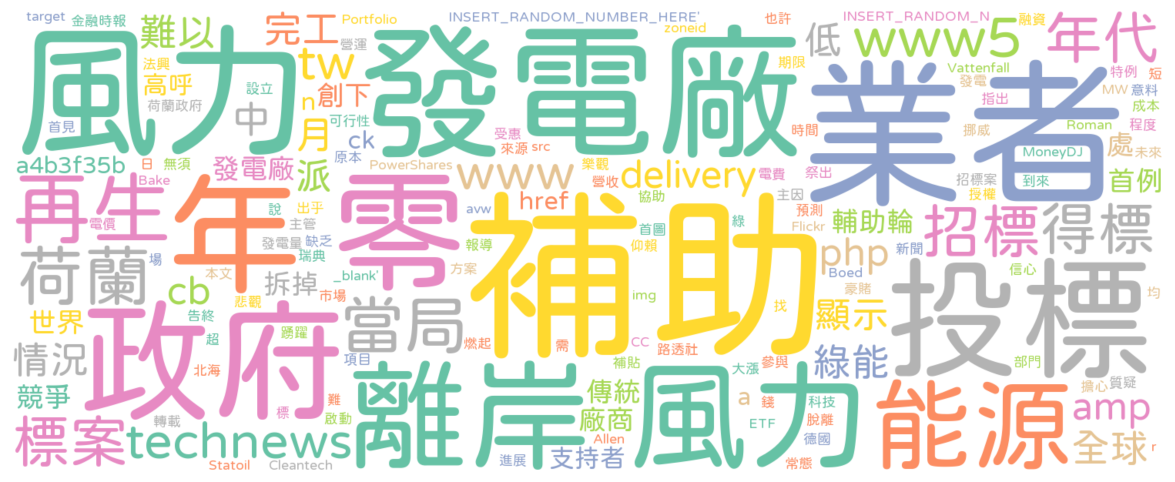 target 金融時報 難以 完工 Portfolio INSERT_RANDOM_NUMBER_HERE' zoneid 也許 INSERT_RANDOM_N 融資
風力 發電廠 低 www5 年代
法興 高呼 營運 tw 創下 期限 Vattenfall 發電 特例 短
荷蘭政府 設立 n 中 月 指出 MW 意料 成本
首見 可行性 受惠 業者 挪威 Roman 程度
a4b3f35b 日 無須 發電廠 原本 ck 來源 src 樂觀 時間 MoneyDJ 處 未來
派 PowerShares www 營收 delivery 電費 祭出 招標案 到來 首例
再生 Bake 年 零 href 協助 主因 授權
電價 說 出乎 主管 avw 首圖 預測 Flickr 綠 輔助輪 招標 得標
荷蘭 場 發電量 缺乏 瑞典 報導 補助 仰賴 php 新聞
本文 拆掉 _blank' 方案 Boed 信心
cb 悲觀 市場 當局 img 找 豪賭 投標 均
世界 告終 政府 顯示
情況 超 踴躍 燃起 需 CC 路透社 大漲 綠能 部門
北海 項目 補貼 參與 擔心 質疑
競爭 轉載 標 難 啟動 離岸 傳統 風力 a 錢 科技 能源 amp
標案 technews 廠商 ETF 脫離 全球 r
Statoil Cleantech 進展 Allen 支持者 德國 常態